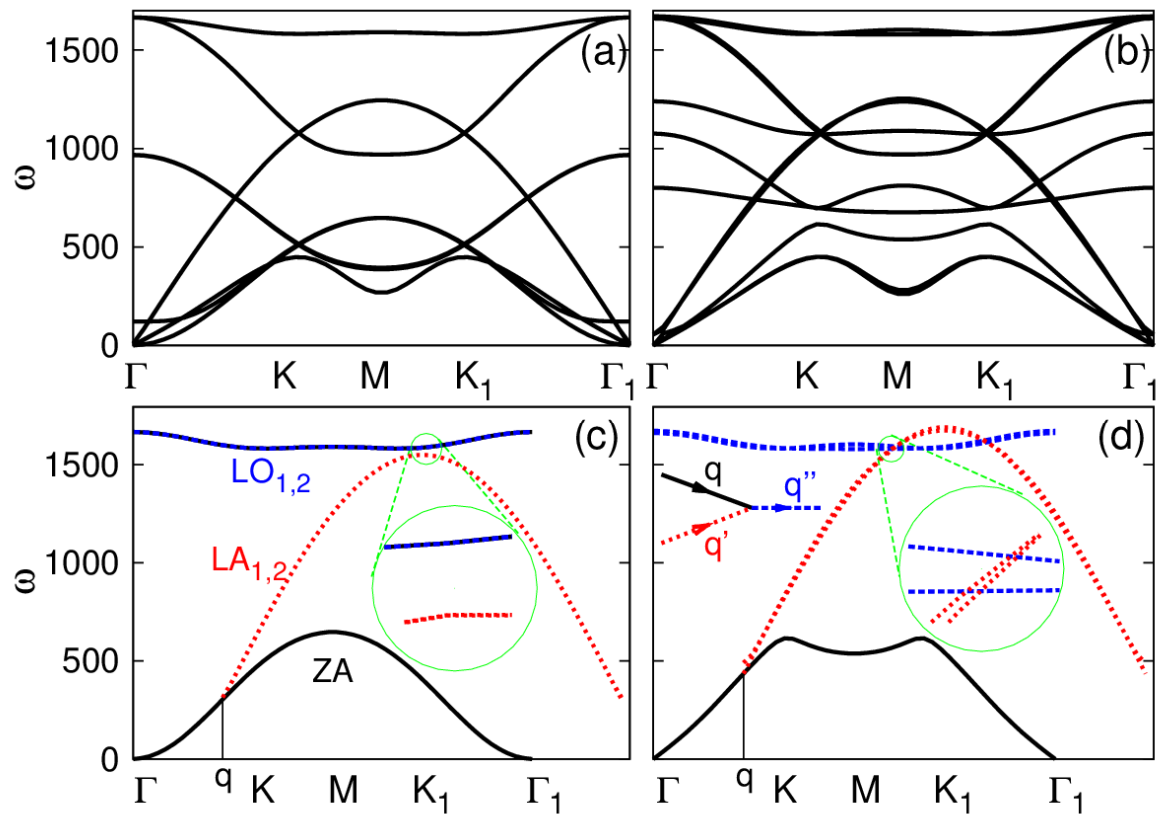 (a)
(b)
1500
1000
500
0
ω
Γ K M K₁ Γ₁
Γ K M K₁ Γ₁
(c)
(d)
1500
1000
500
0
ω
LO₁,₂
LA₁,₂
ZA
q
q'
q''
Γ q K M K₁ Γ₁
Γ q K M K₁ Γ₁